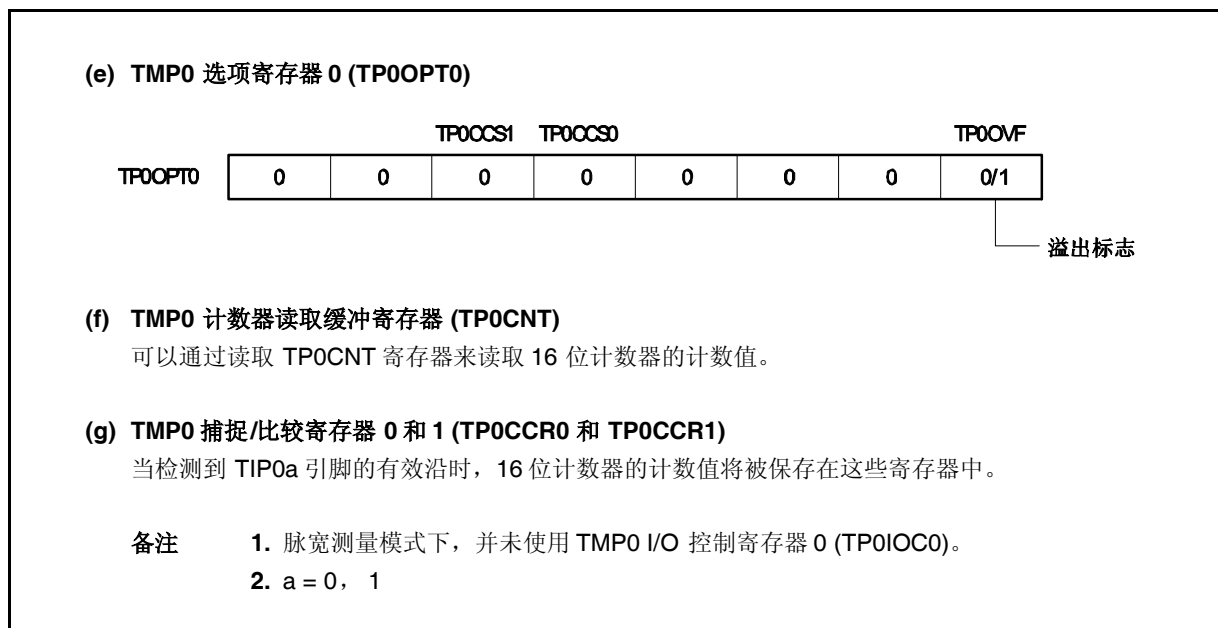 (e) TMP0 选项寄存器 0 (TP0OPT0)
TP0CCS1 TP0CCS0 TP0OVF
TP0OPT0 0 0 0 0 0 0 0 0/1
溢出标志
(f) TMP0 计数器读取缓冲寄存器 (TP0CNT)
可以通过读取 TP0CNT 寄存器来读取 16 位计数器的计数值。
(g) TMP0 捕捉/比较寄存器 0 和 1 (TP0CCR0 和 TP0CCR1)
当检测到 TIP0a 引脚的有效沿时，16 位计数器的计数值将被保存在这些寄存器中。
备注 1. 脉宽测量模式下，并未使用 TMP0 I/O 控制寄存器 0 (TP0IOC0)。
2. a = 0， 1